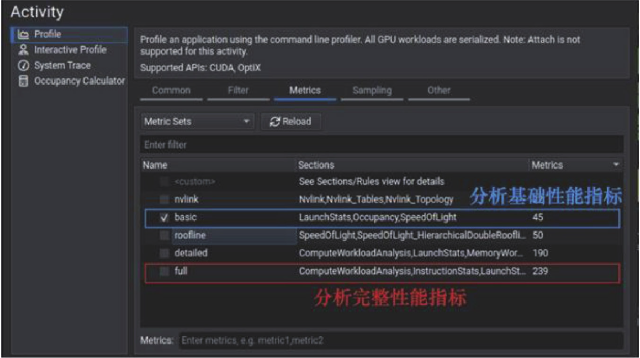 Activity
Profile
Interactive Profile
System Trace
Occupancy Calculator
Profile an application using the command line profiler. All GPU workloads are serialized. Note: Attach is not
supported for this activity.
Supported APIs: CUDA, OptiX
Common Filter Metrics Sampling Other
Metric Sets Reload
Enter filter
Name Sections Metrics
<custom> See Sections/Rules view for details
nvlink Nvlink,Nvlink_Tables,Nvlink_Topology
分析基础性能指标
basic LaunchStats,Occupancy,SpeedOfLight 45
roofline SpeedOfLight,SpeedOfLight_HierarchicalDoubleRoofli... 50
detailed ComputeWorkloadAnalysis,LaunchStats,MemoryWor... 190
full ComputeWorkloadAnalysis,InstructionStats,LaunchSt... 239
分析完整性能指标
Metrics: Enter metrics, e.g. metric1,metric2